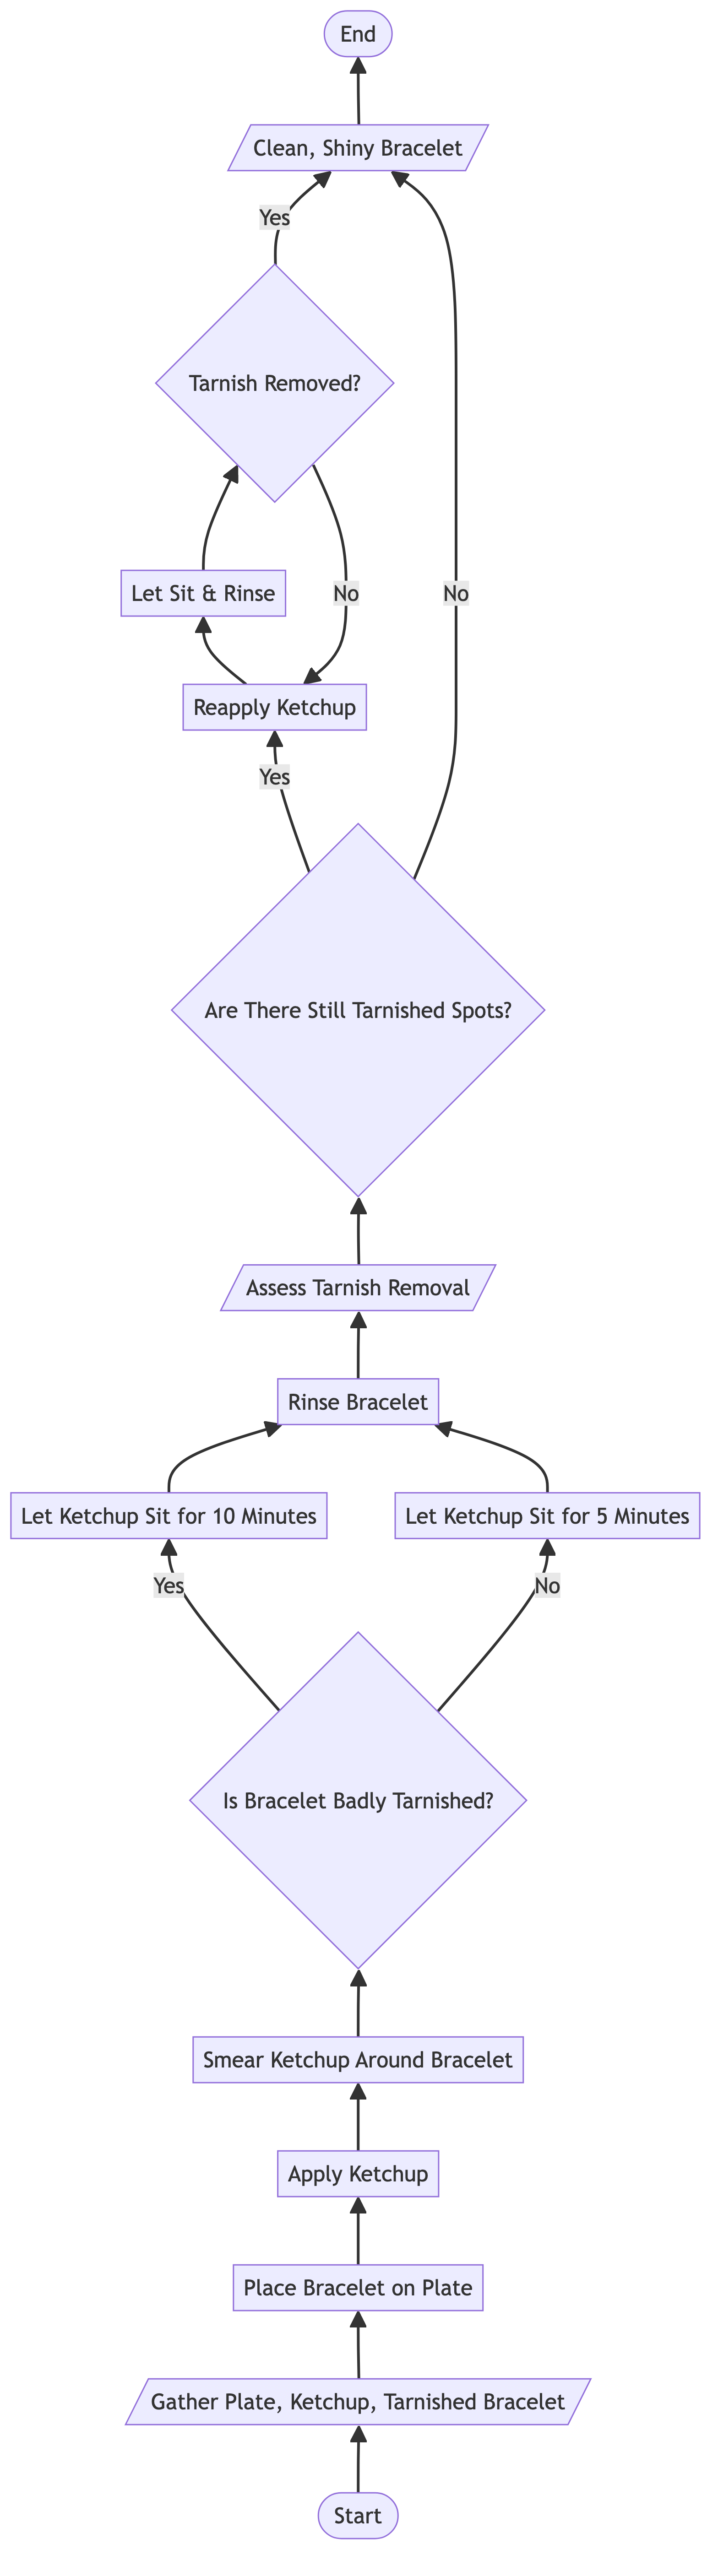 End
Clean, Shiny Bracelet
Yes
Tarnish Removed?
Let Sit & Rinse
No
No
Reapply Ketchup
Yes
Are There Still Tarnished Spots?
Assess Tarnish Removal
Rinse Bracelet
Let Ketchup Sit for 10 Minutes
Let Ketchup Sit for 5 Minutes
Yes
No
Is Bracelet Badly Tarnished?
Smear Ketchup Around Bracelet
Apply Ketchup
Place Bracelet on Plate
Gather Plate, Ketchup, Tarnished Bracelet
Start